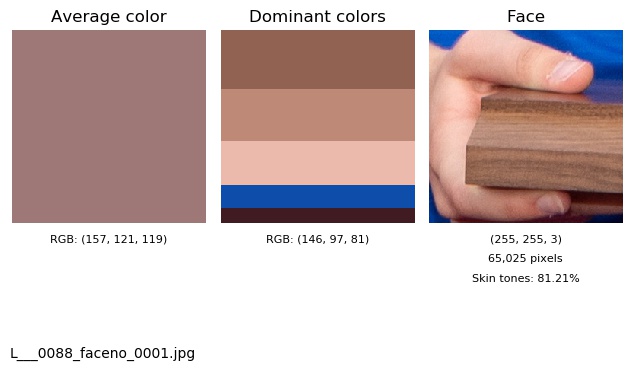 Average color
Dominant colors
Face
RGB: (157, 121, 119)
RGB: (146, 97, 81)
(255, 255, 3)
65,025 pixels
Skin tones: 81.21%
L___0088_faceno_0001.jpg